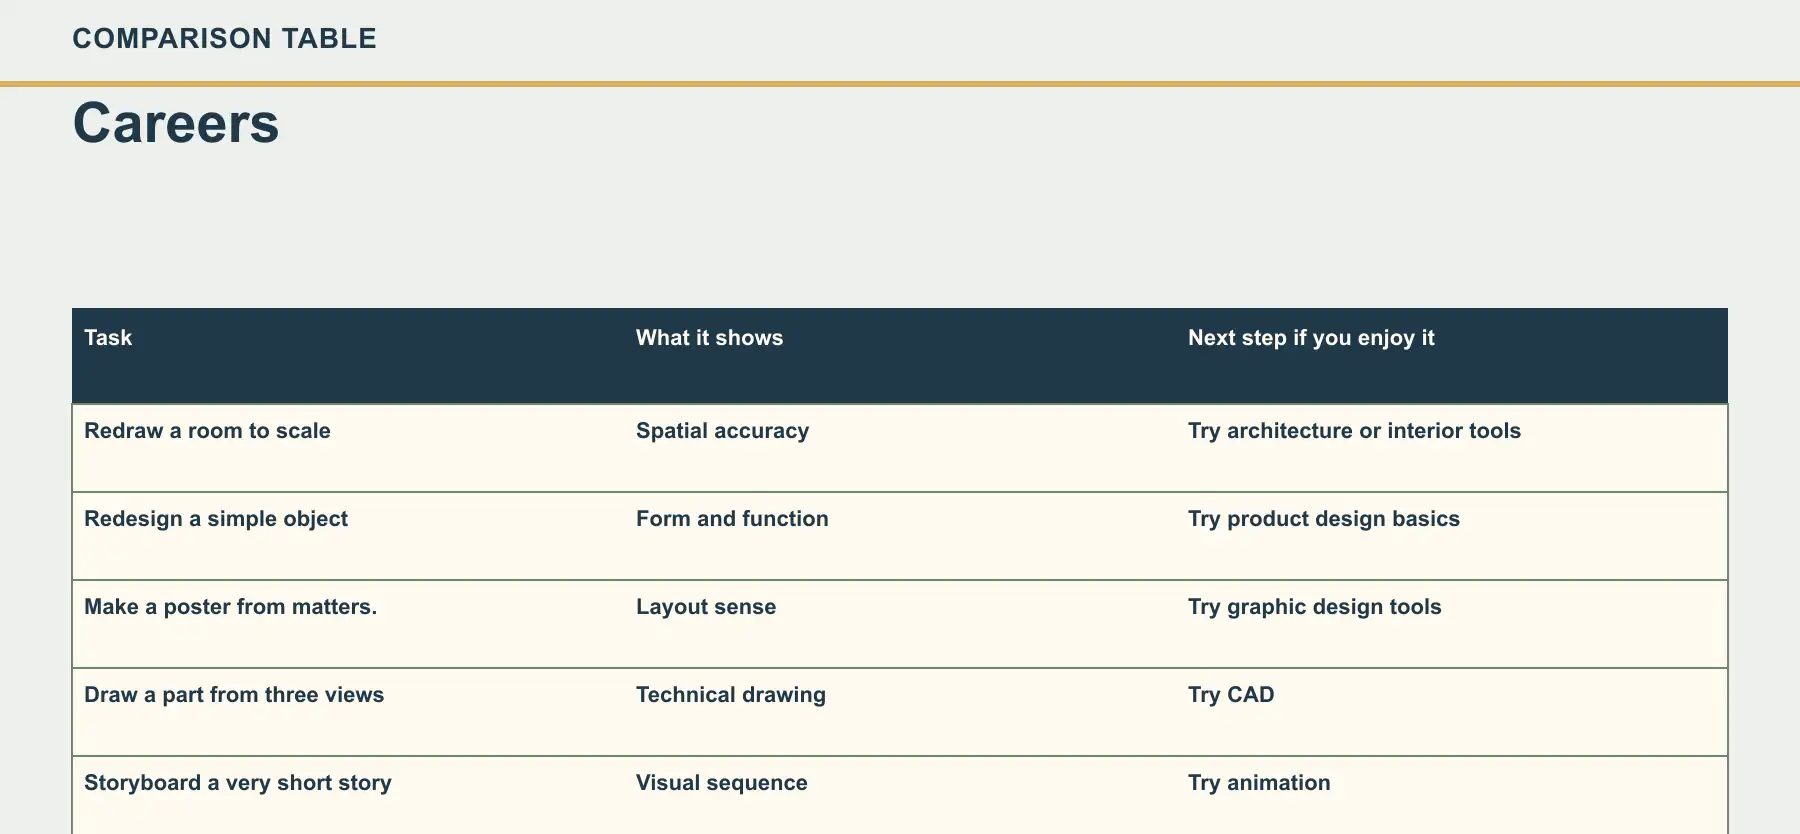 COMPARISON TABLE
Careers
Task What it shows Next step if you enjoy it
Redraw a room to scale Spatial accuracy Try architecture or interior tools
Redesign a simple object Form and function Try product design basics
Make a poster from matters. Layout sense Try graphic design tools
Draw a part from three views Technical drawing Try CAD
Storyboard a very short story Visual sequence Try animation